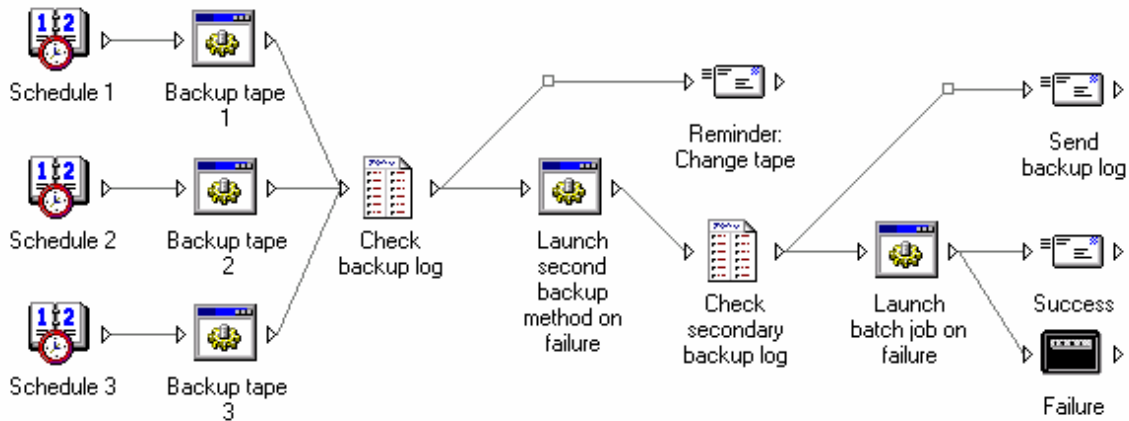 Schedule 1
Backup tape
1
Schedule 2
Backup tape
2
Schedule 3
Backup tape
3
Check
backup log
Reminder:
Change tape
Launch
second
backup
method on
failure
Check
secondary
backup log
Launch
batch job on
failure
Send
backup log
Success
Failure